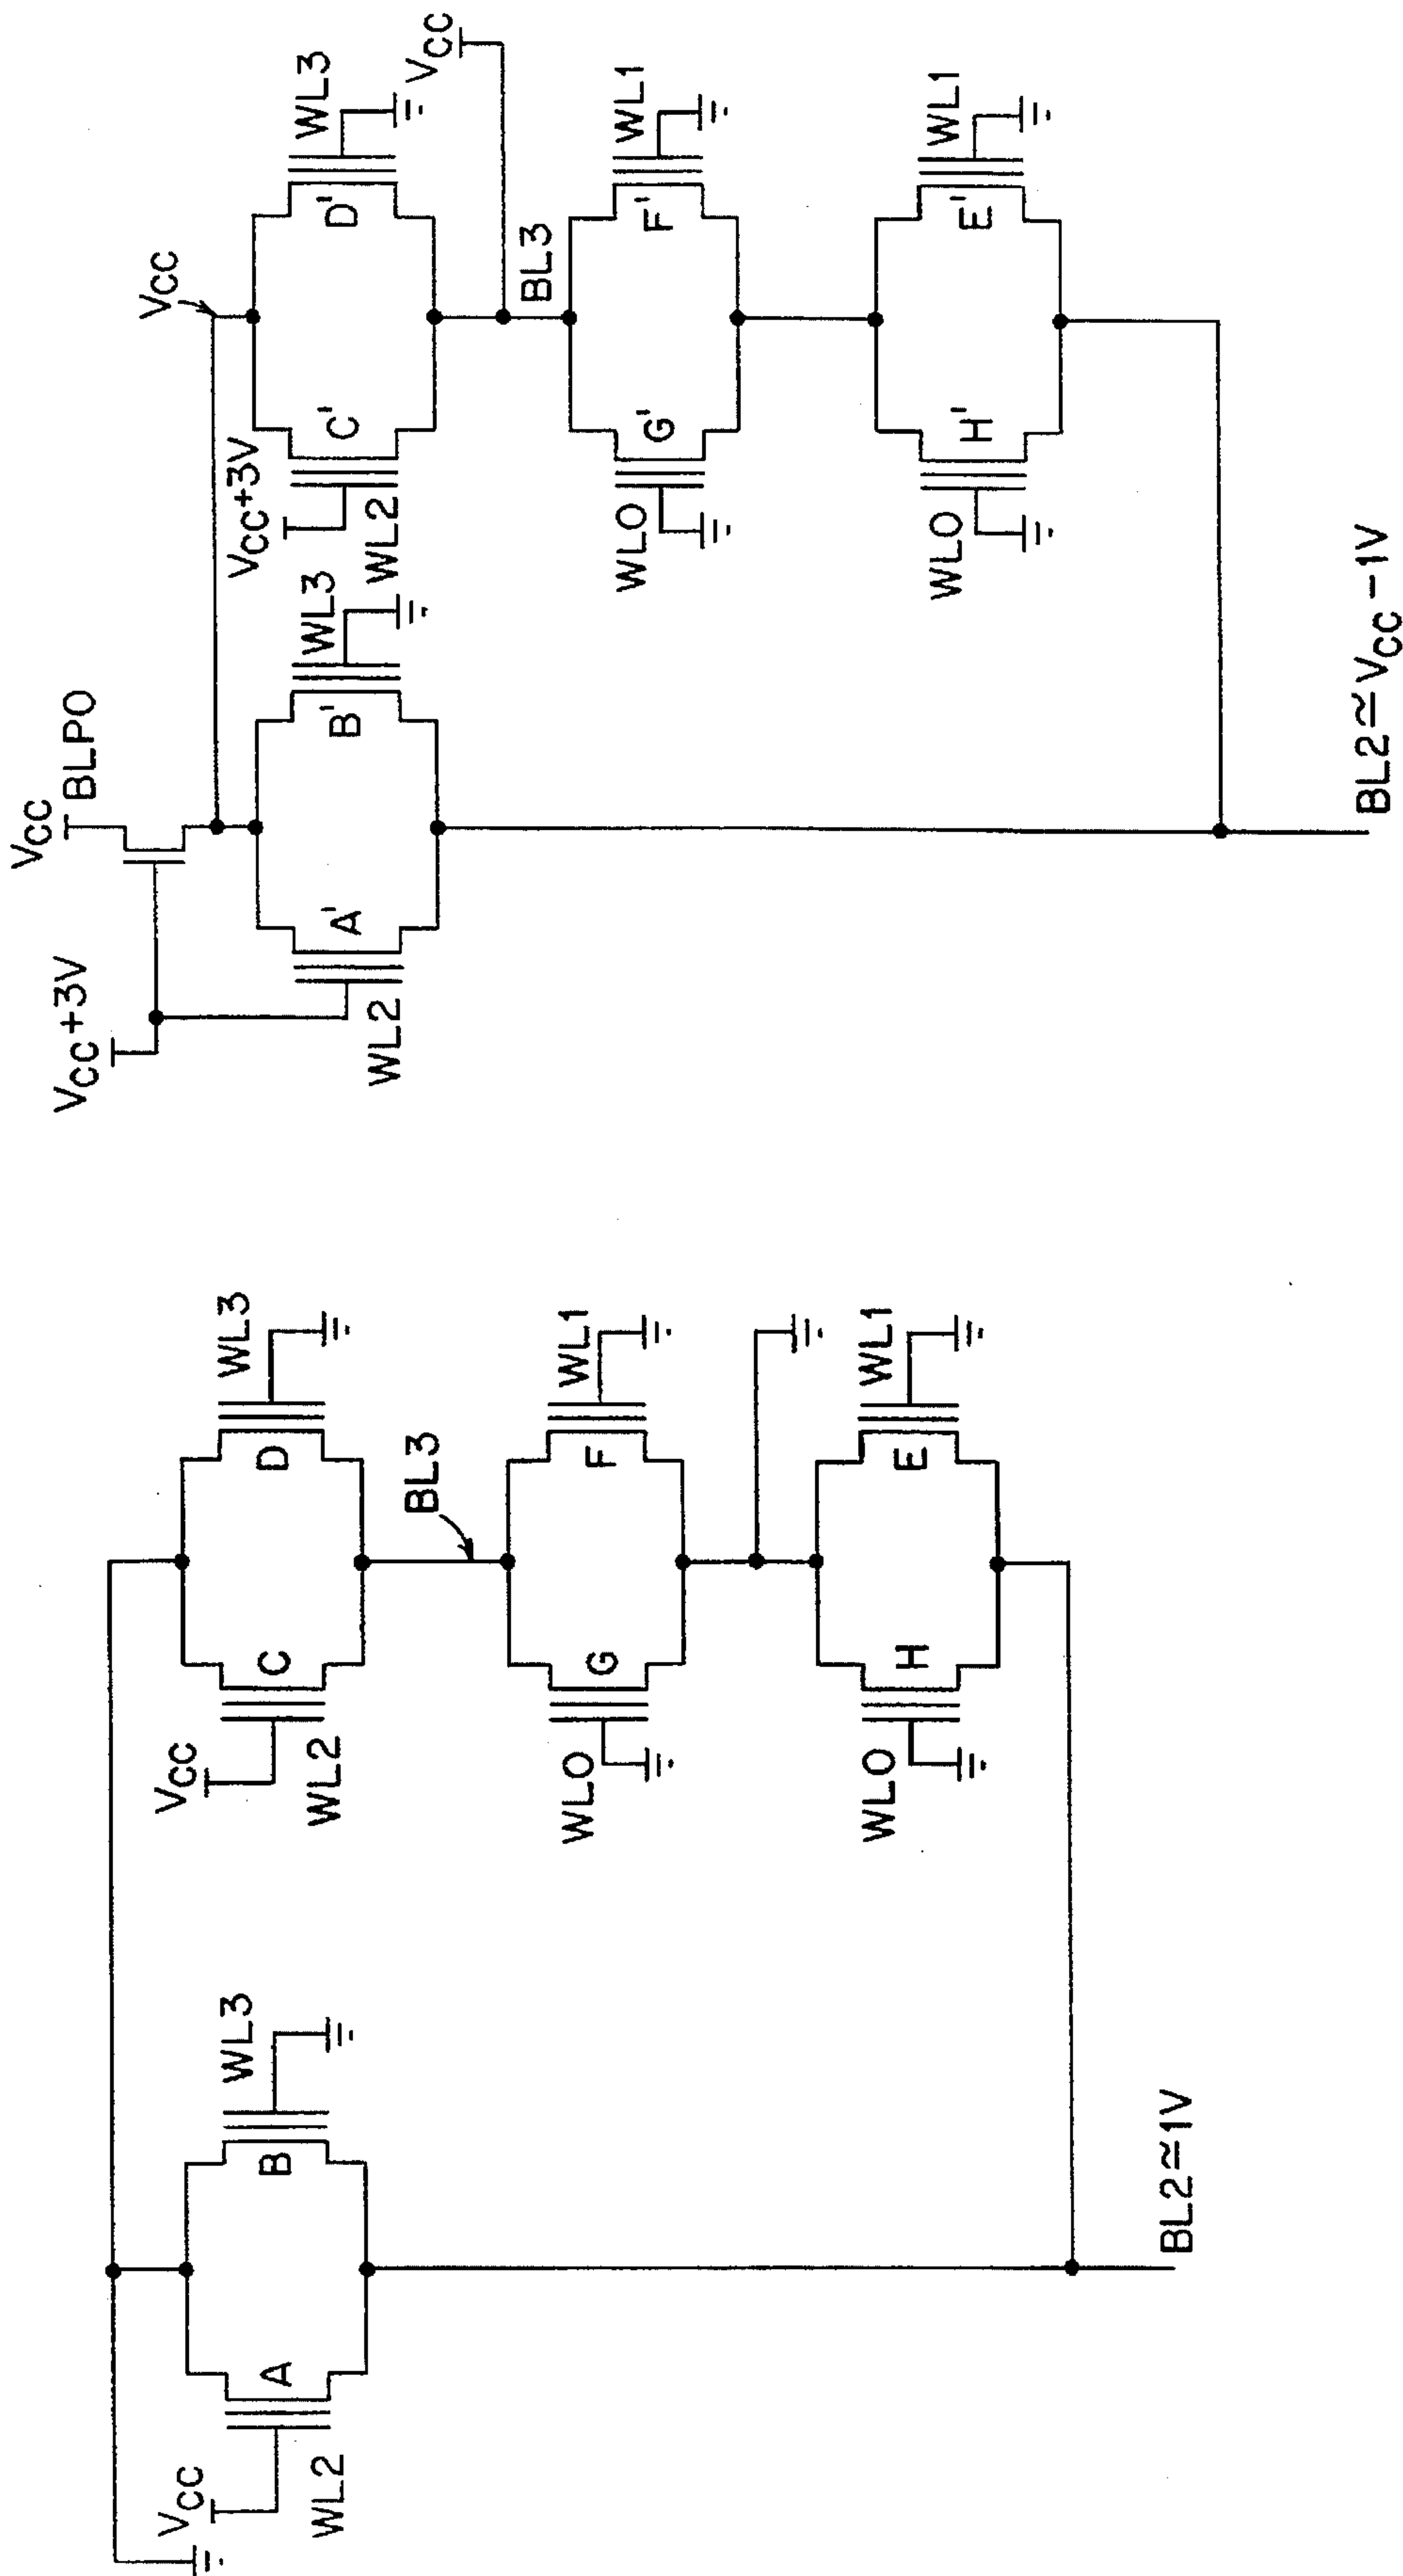 VCC
WL2
A
B
WL3
VCC
WL2
C
D
WL3
BL3
WL0
G
F
WL1
WL0
H
E
WL1
BL2≃1V
VCC+3V
VCC
BLP0
WL2
A'
B'
WL3
VCC
VCC+3V
WL2
C'
D'
WL3
VCC
BL3
WL0
G'
F'
WL1
WL0
H'
E'
WL1
BL2≃VCC-1V